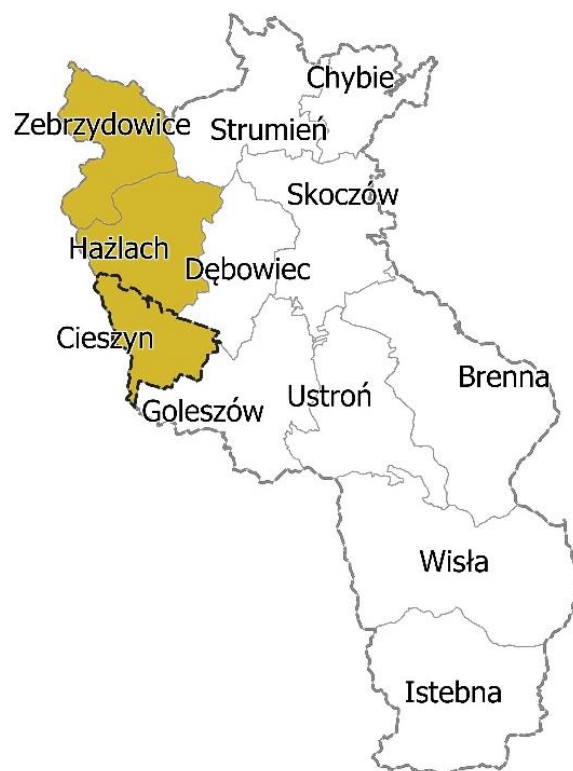 Chybie
Zebrzydowice
Strumień
Skoczów
Hażlach
Dębowiec
Cieszyn
Brenna
Ustroń
Goleszów
Wisła
Istebna